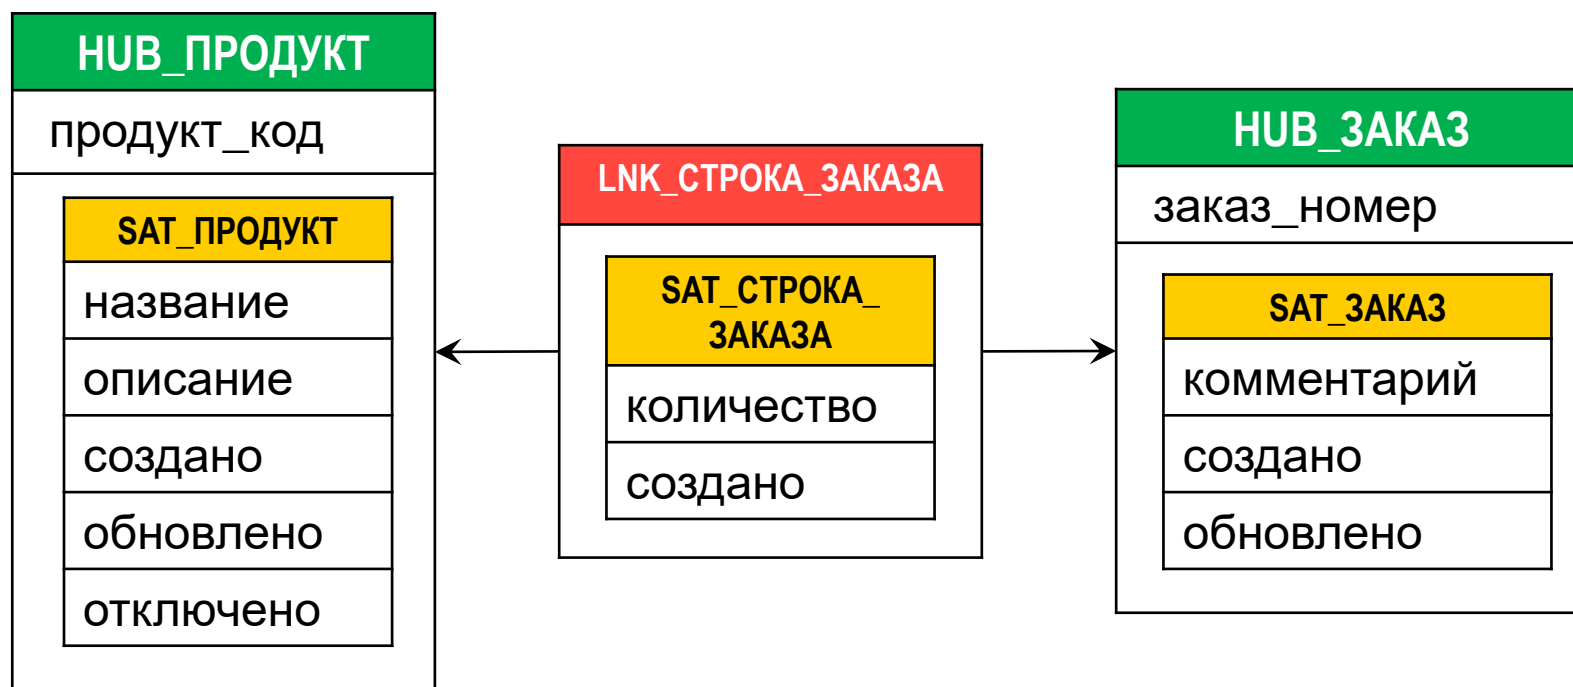 HUB_ПРОДУКТ
продукт_код
SAT_ПРОДУКТ
название
описание
создано
обновлено
отключено
LNK_СТРОКА_ЗАКАЗА
SAT_СТРОКА_
ЗАКАЗА
количество
создано
HUB_ЗАКАЗ
заказ_номер
SAT_ЗАКАЗ
комментарий
создано
обновлено